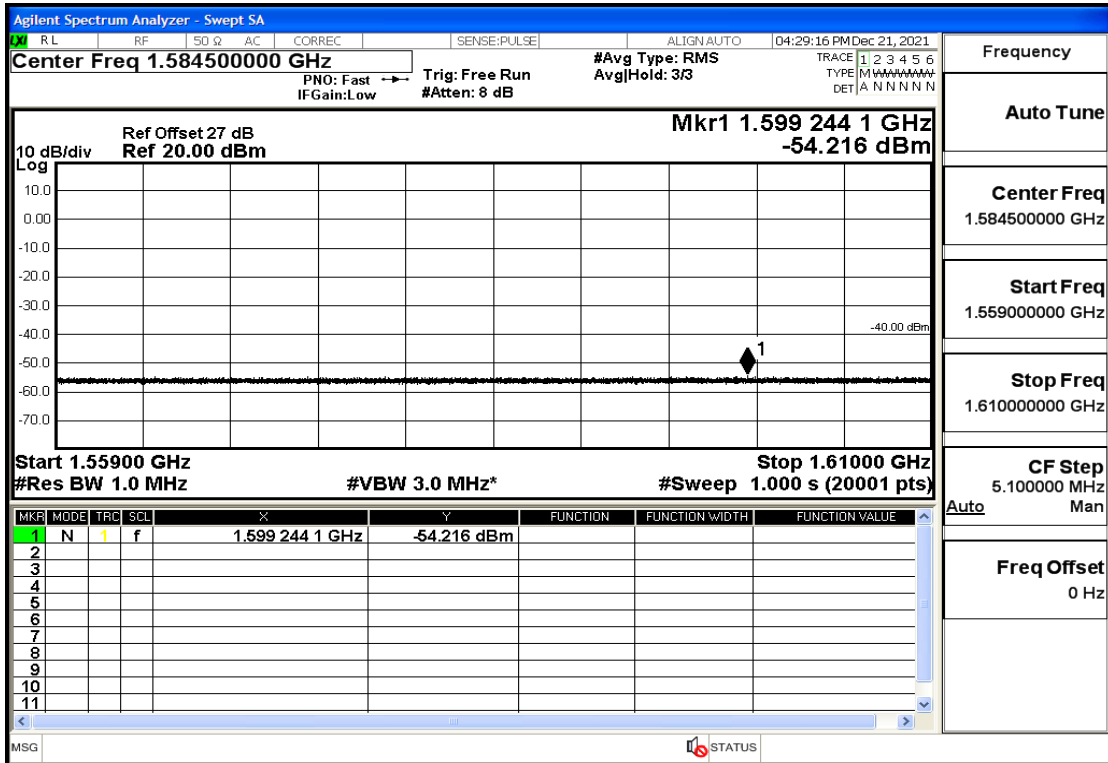 Agilent Spectrum Analyzer - Swept SA
LXI RL RF 50 Ω AC CORREC SENSE:PULSE ALIGN AUTO 04:29:16 PM Dec 21, 2021
Center Freq 1.584500000 GHz
PNO: Fast
IFGain:Low
Trig: Free Run
#Atten: 8 dB
#Avg Type: RMS
Avg|Hold: 3/3
TRACE 1 2 3 4 5 6
TYPE M WWWWW
DET A N N N N N
Ref Offset 27 dB
10 dB/div Ref 20.00 dBm
Log
Mkr1 1.599 244 1 GHz
-54.216 dBm
10.0
0.00
-10.0
-20.0
-30.0
-40.0
-50.0
-60.0
-70.0
-40.00 dBm
1
Start 1.55900 GHz Stop 1.61000 GHz
#Res BW 1.0 MHz #VBW 3.0 MHz* #Sweep 1.000 s (20001 pts)
MKR MODE TRC SCL X Y FUNCTION FUNCTION WIDTH FUNCTION VALUE
1 N 1 f 1.599 244 1 GHz -54.216 dBm
2
3
4
5
6
7
8
9
10
11
MSG STATUS
Frequency
Auto Tune
Center Freq
1.584500000 GHz
Start Freq
1.559000000 GHz
Stop Freq
1.610000000 GHz
CF Step
5.100000 MHz
Auto Man
Freq Offset
0 Hz